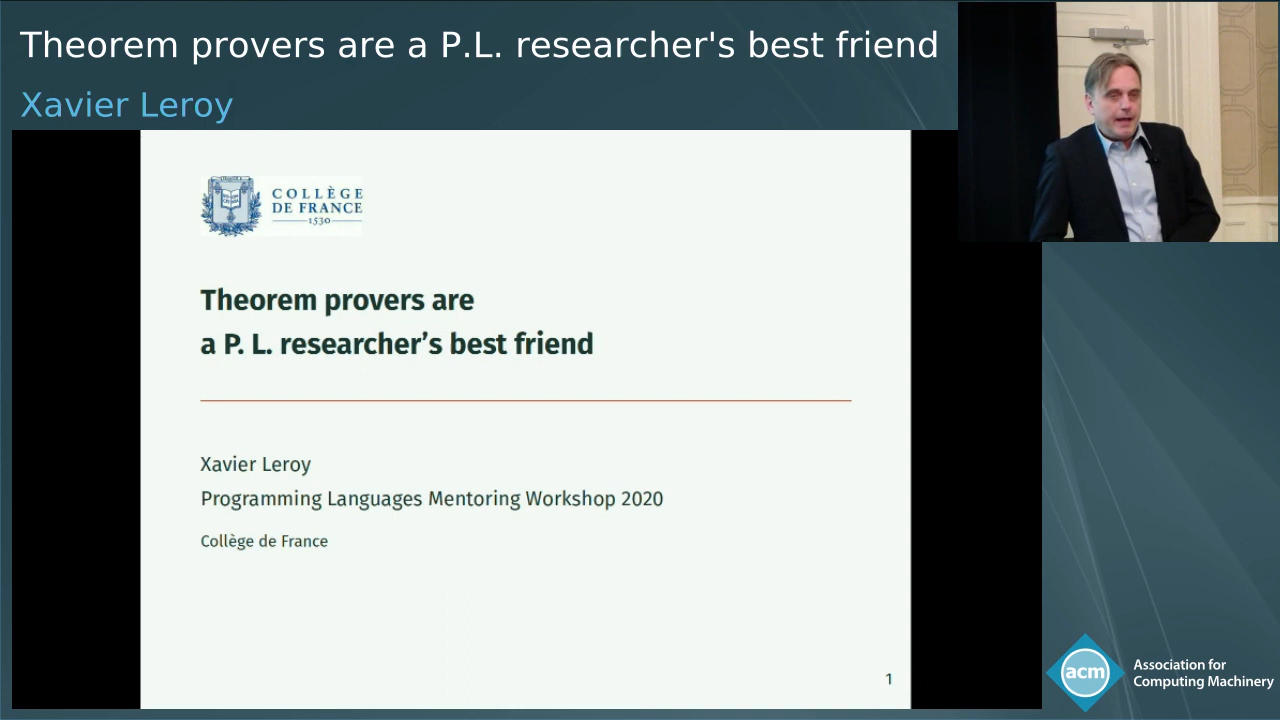 Theorem provers are a P.L. researcher's best friend
Xavier Leroy
COLLÈGE
DE FRANCE
1530
Theorem provers are
a P. L. researcher’s best friend
Xavier Leroy
Programming Languages Mentoring Workshop 2020
Collège de France
1
acm
Association for
Computing Machinery